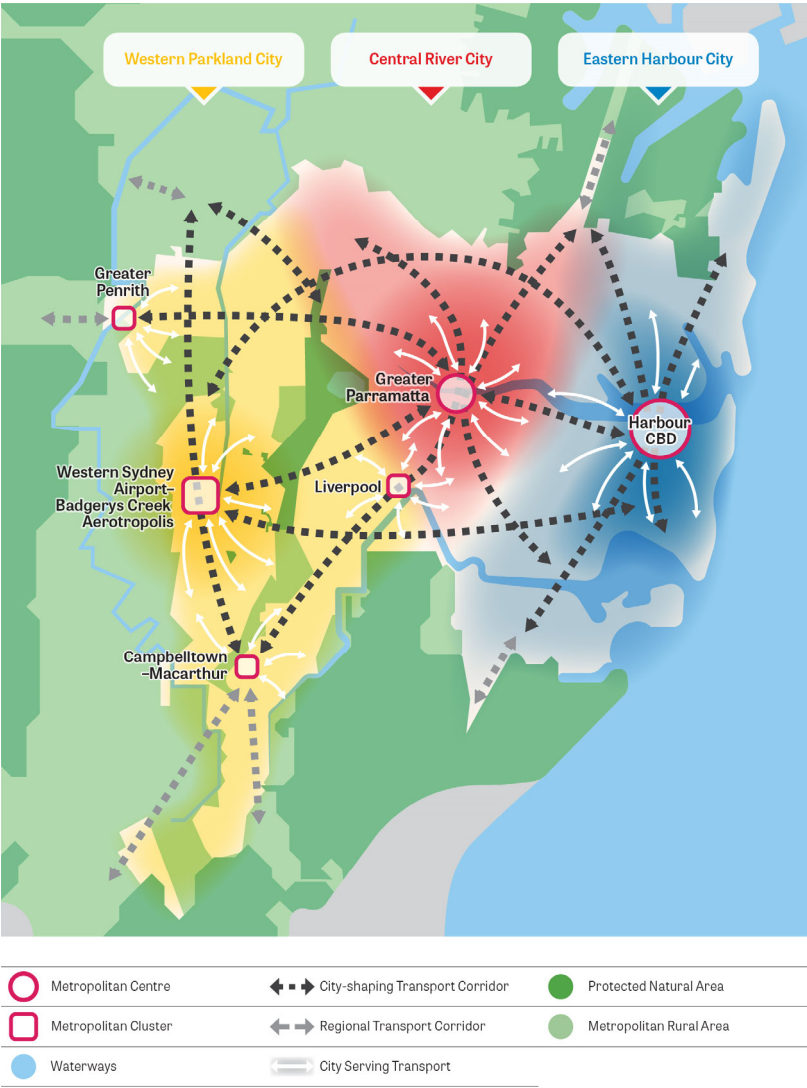 Western Parkland City
Central River City
Eastern Harbour City
Greater
Penrith
Greater
Parramatta
Harbour
CBD
Western Sydney
Airport–
Badgerys Creek
Aerotropolis
Liverpool
Campbelltown
–Macarthur
Metropolitan Centre
City-shaping Transport Corridor
Protected Natural Area
Metropolitan Cluster
Regional Transport Corridor
Metropolitan Rural Area
Waterways
City Serving Transport